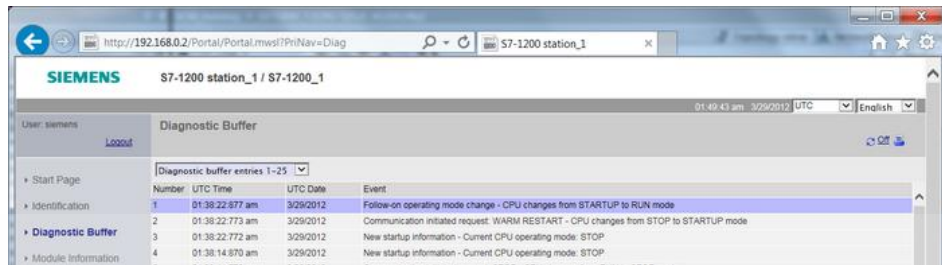 http://192.168.0.2/Portal/Portal.mwsl?PriNav=Diag
S7-1200 station_1
SIEMENS
S7-1200 station_1 / S7-1200_1
01:49:43 am 3/29/2012 UTC English
User: siemens
Logout
Diagnostic Buffer
Off
Diagnostic buffer entries 1-25
Start Page
Identification
Diagnostic Buffer
Module Information
Number UTC Time UTC Date Event
1 01:38:22:877 am 3/29/2012 Follow-on operating mode change - CPU changes from STARTUP to RUN mode
2 01:38:22:773 am 3/29/2012 Communication initiated request: WARM RESTART - CPU changes from STOP to STARTUP mode
3 01:38:22:772 am 3/29/2012 New startup information - Current CPU operating mode: STOP
4 01:38:14:870 am 3/29/2012 New startup information - Current CPU operating mode: STOP